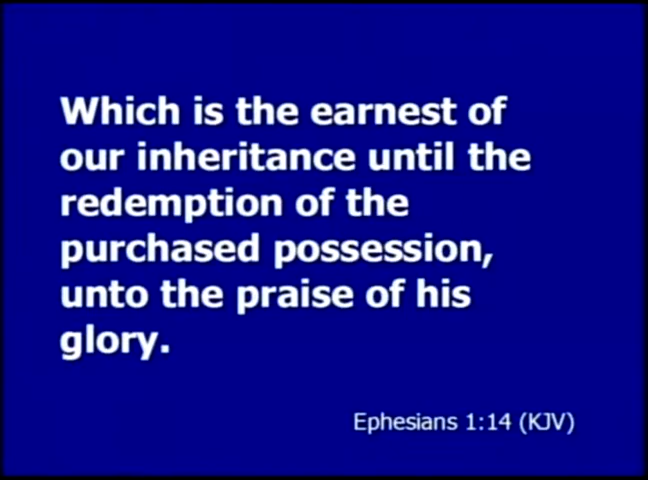 Which is the earnest of
our inheritance until the
redemption of the
purchased possession,
unto the praise of his
glory.
Ephesians 1:14 (KJV)